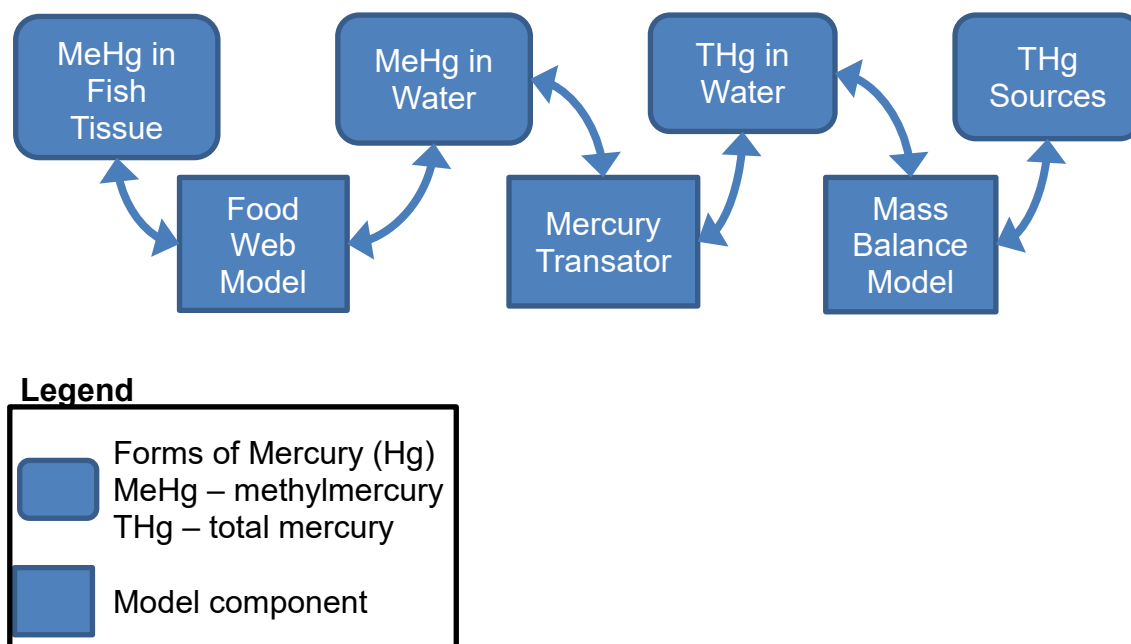 MeHg in
Fish
Tissue
MeHg in
Water
THg in
Water
THg
Sources
Food
Web
Model
Mercury
Transator
Mass
Balance
Model
Legend
Forms of Mercury (Hg)
MeHg – methylmercury
THg – total mercury
Model component